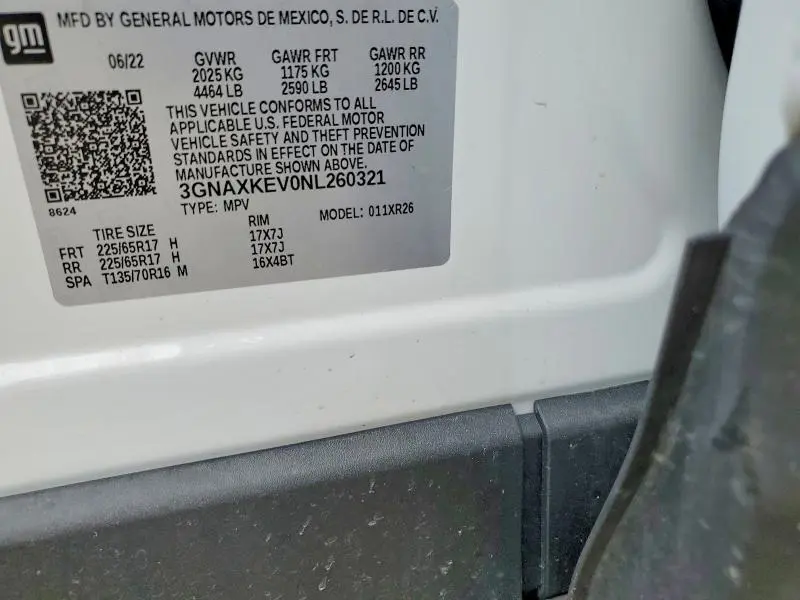 gm
MFD BY GENERAL MOTORS DE MEXICO, S. DE R.L. DE C.V.
06/22 GVWR GAWR FRT GAWR RR
2025 KG 1175 KG 1200 KG
4464 LB 2590 LB 2645 LB
THIS VEHICLE CONFORMS TO ALL
APPLICABLE U.S. FEDERAL MOTOR
VEHICLE SAFETY AND THEFT PREVENTION
STANDARDS IN EFFECT ON THE DATE OF
MANUFACTURE SHOWN ABOVE.
3GNAXKEV0NL260321
8624
TYPE: MPV MODEL: 011XR26
TIRE SIZE RIM
FRT 225/65R17 H 17X7J
RR 225/65R17 H 17X7J
SPA T135/70R16 M 16X4BT